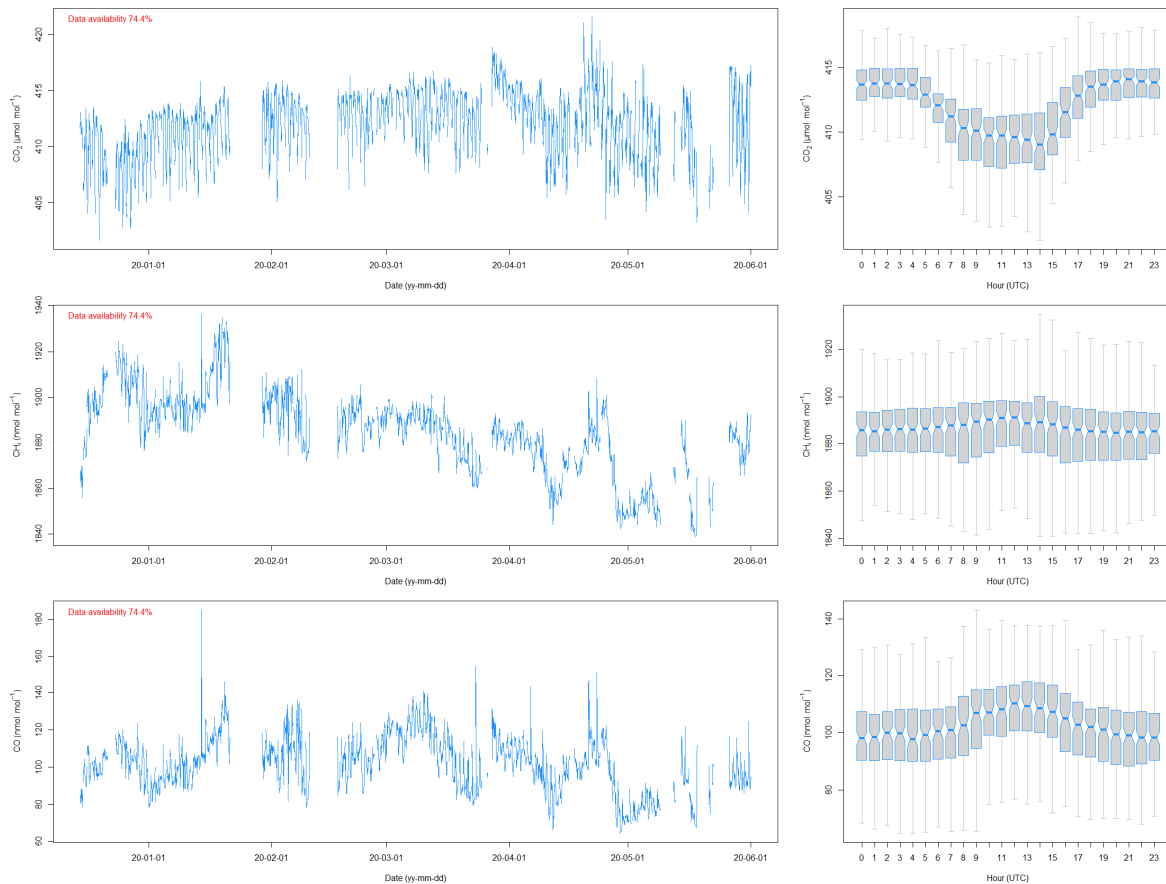 Data availability 74.4%
CO₂ (µmol mol⁻¹)
405
410
415
420
20-01-01
20-02-01
20-03-01
20-04-01
20-05-01
20-06-01
Date (yy-mm-dd)
CO₂ (µmol mol⁻¹)
405
410
415
0 1 2 3 4 5 6 7 8 9 11 13 15 17 19 21 23
Hour (UTC)
Data availability 74.4%
CH₄ (nmol mol⁻¹)
1840
1860
1880
1900
1920
1940
20-01-01
20-02-01
20-03-01
20-04-01
20-05-01
20-06-01
Date (yy-mm-dd)
CH₄ (nmol mol⁻¹)
1840
1860
1880
1900
1920
0 1 2 3 4 5 6 7 8 9 11 13 15 17 19 21 23
Hour (UTC)
Data availability 74.4%
CO (nmol mol⁻¹)
60
80
100
120
140
160
180
20-01-01
20-02-01
20-03-01
20-04-01
20-05-01
20-06-01
Date (yy-mm-dd)
CO (nmol mol⁻¹)
80
100
120
140
0 1 2 3 4 5 6 7 8 9 11 13 15 17 19 21 23
Hour (UTC)